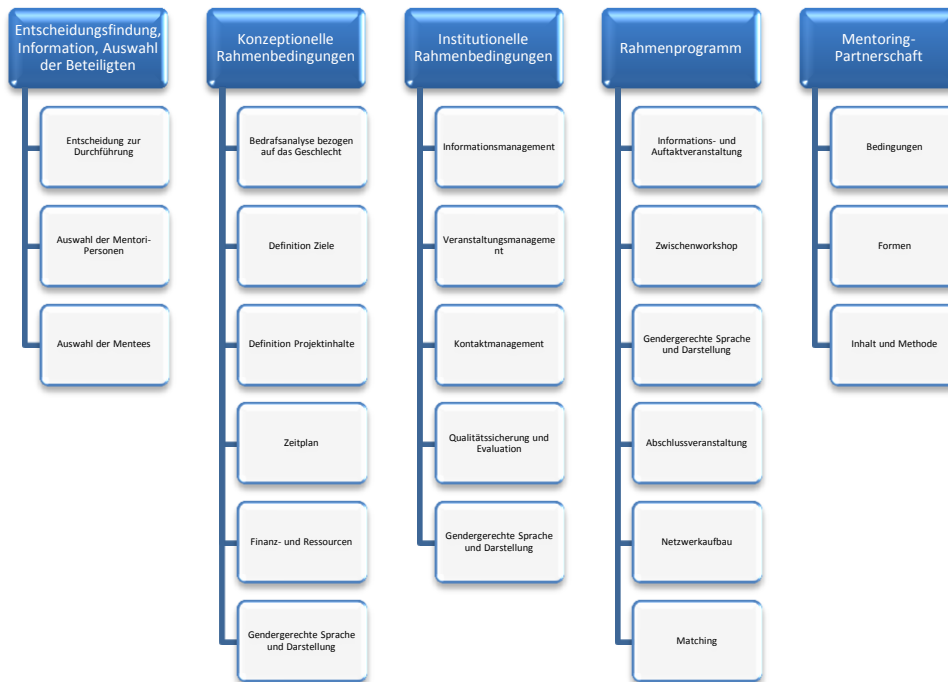 Entscheidungsfindung,
Information, Auswahl
der Beteiligten
Entscheidung zur
Durchführung
Auswahl der Mentori-
Personen
Auswahl der Mentees
Konzeptionelle
Rahmenbedingungen
Bedrafsanalyse bezogen
auf das Geschlecht
Definition Ziele
Definition Projektinhalte
Zeitplan
Finanz- und Ressourcen
Gendergerechte Sprache
und Darstellung
Institutionelle
Rahmenbedingungen
Informationsmanagement
Veranstaltungsmanageme
nt
Kontaktmanagement
Qualitätssicherung und
Evaluation
Gendergerechte Sprache
und Darstellung
Rahmenprogramm
Informations- und
Auftaktveranstaltung
Zwischenworkshop
Gendergerechte Sprache
und Darstellung
Abschlussveranstaltung
Netzwerkaufbau
Matching
Mentoring-
Partnerschaft
Bedingungen
Formen
Inhalt und Methode